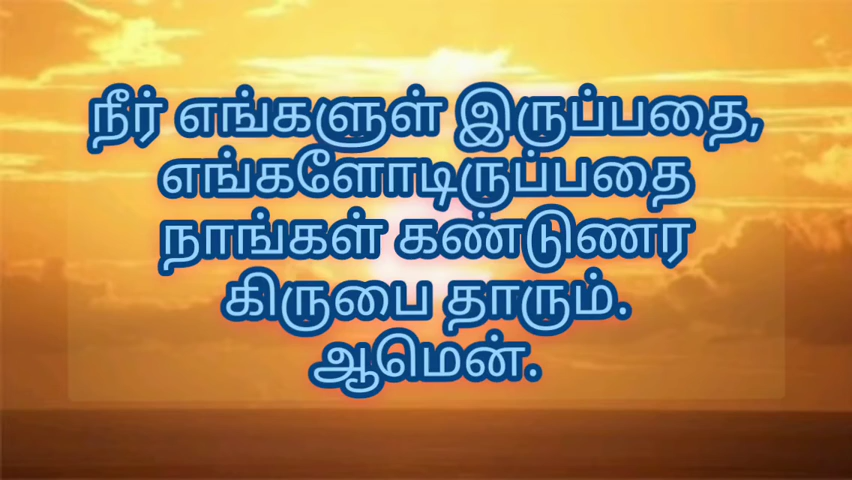 நீர் எங்களுள் இருப்பதை,
எங்களோடிருப்பதை
நாங்கள் கண்டுணர
கிருபை தாரும்.
ஆமென்.